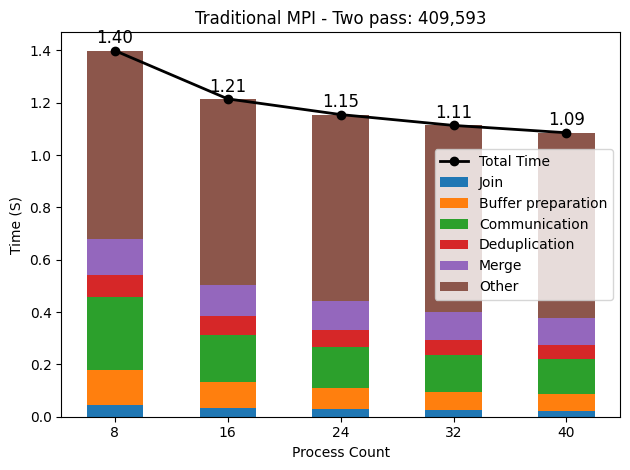 Traditional MPI - Two pass: 409,593
1.40
1.21
1.15
1.11
1.09
1.4
1.2
1.0
0.8
0.6
0.4
0.2
0.0
Time (S)
Total Time
Join
Buffer preparation
Communication
Deduplication
Merge
Other
8 16 24 32 40
Process Count